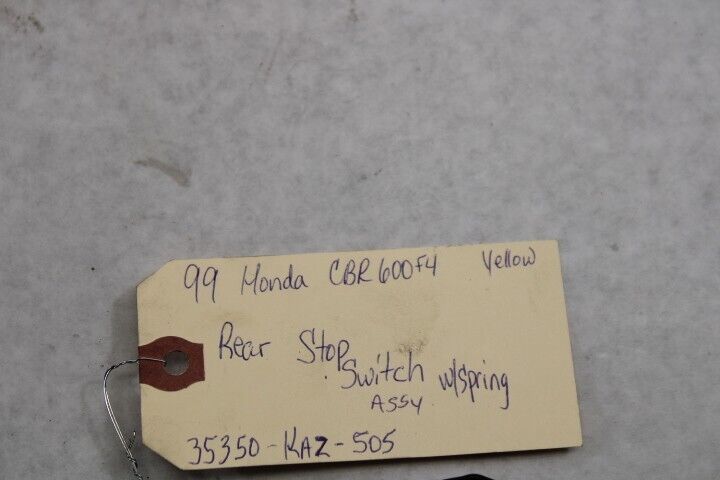 99 Honda CBR600F4 Yellow
Rear Stop
Switch w/spring
Assy.
35350-KAZ-505